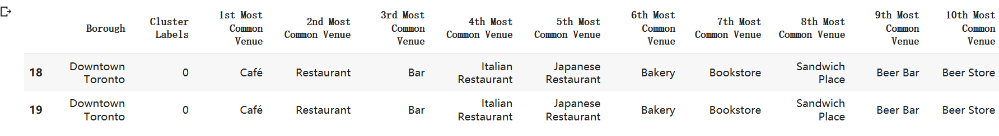 Borough Cluster Labels 1st Most Common Venue 2nd Most Common Venue 3rd Most Common Venue 4th Most Common Venue 5th Most Common Venue 6th Most Common Venue 7th Most Common Venue 8th Most Common Venue 9th Most Common Venue 10th Most Common Venue
18 Downtown Toronto 0 Café Restaurant Bar Italian Restaurant Japanese Restaurant Bakery Bookstore Sandwich Place Beer Bar Beer Store
19 Downtown Toronto 0 Café Restaurant Bar Italian Restaurant Japanese Restaurant Bakery Bookstore Sandwich Place Beer Bar Beer Store